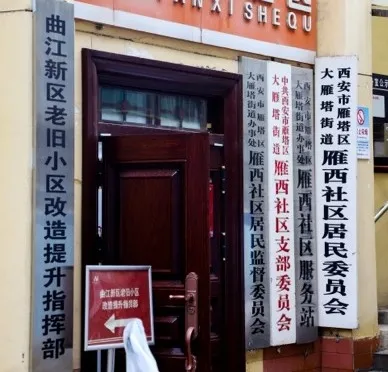 ANXI SHEQU
曲江新区老旧小区改造提升指挥部
曲江新区老旧小区
改造提升指挥部
西安市雁塔区
大雁塔街道办事处
雁西社区居民监督委员会
中共西安市雁塔区
大雁塔街道
雁西社区支部委员会
西安市雁塔区
大雁塔街道办事处
雁西社区服务站
西安市雁塔区
大雁塔街道
雁西社区居民委员会